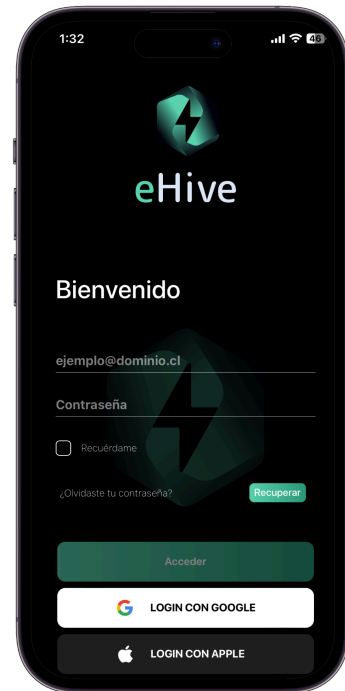 1:32
46
eHive
Bienvenido
ejemplo@dominio.cl
Contraseña
Recuérdame
¿Olvidaste tu contraseña?
Recuperar
Acceder
LOGIN CON GOOGLE
LOGIN CON APPLE